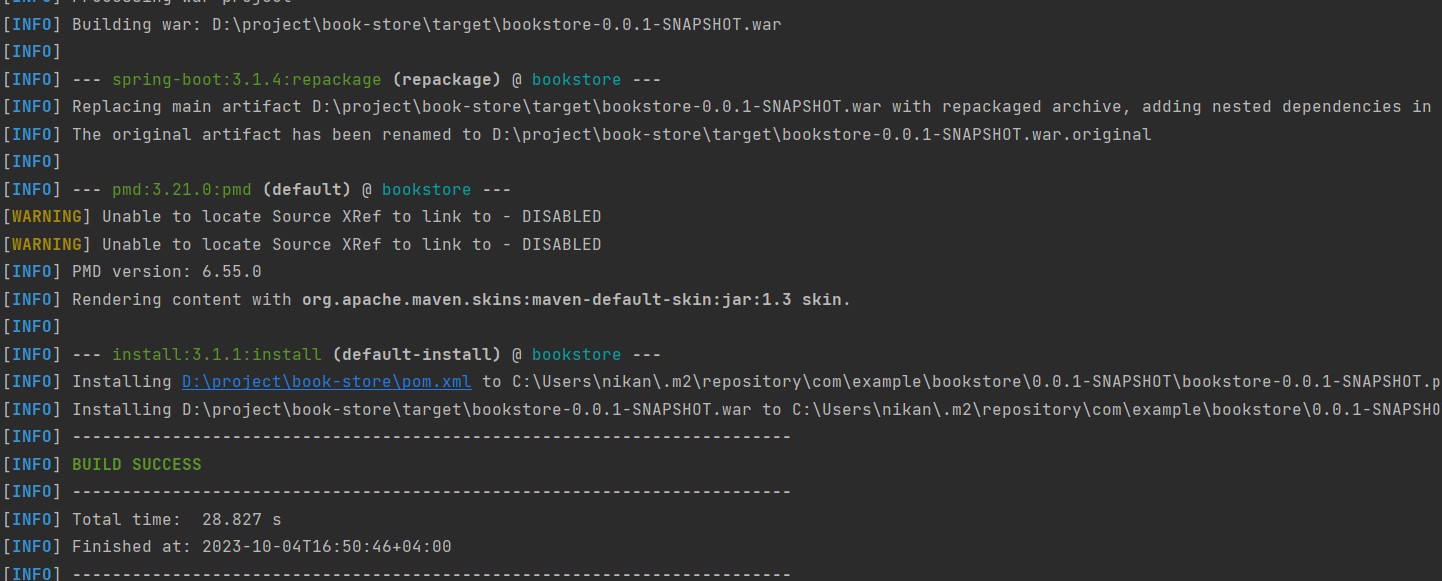 [INFO] Processing war project
[INFO] Building war: D:\project\book-store\target\bookstore-0.0.1-SNAPSHOT.war
[INFO]
[INFO] --- spring-boot:3.1.4:repackage (repackage) @ bookstore ---
[INFO] Replacing main artifact D:\project\book-store\target\bookstore-0.0.1-SNAPSHOT.war with repackaged archive, adding nested dependencies in
[INFO] The original artifact has been renamed to D:\project\book-store\target\bookstore-0.0.1-SNAPSHOT.war.original
[INFO]
[INFO] --- pmd:3.21.0:pmd (default) @ bookstore ---
[WARNING] Unable to locate Source XRef to link to - DISABLED
[WARNING] Unable to locate Source XRef to link to - DISABLED
[INFO] PMD version: 6.55.0
[INFO] Rendering content with org.apache.maven.skins:maven-default-skin:jar:1.3 skin.
[INFO]
[INFO] --- install:3.1.1:install (default-install) @ bookstore ---
[INFO] Installing D:\project\book-store\pom.xml to C:\Users\nikan\.m2\repository\com\example\bookstore\0.0.1-SNAPSHOT\bookstore-0.0.1-SNAPSHOT.p
[INFO] Installing D:\project\book-store\target\bookstore-0.0.1-SNAPSHOT.war to C:\Users\nikan\.m2\repository\com\example\bookstore\0.0.1-SNAPSHO
[INFO] ------------------------------------------------------------------------
[INFO] BUILD SUCCESS
[INFO] ------------------------------------------------------------------------
[INFO] Total time:  28.827 s
[INFO] Finished at: 2023-10-04T16:50:46+04:00
[INFO] ------------------------------------------------------------------------